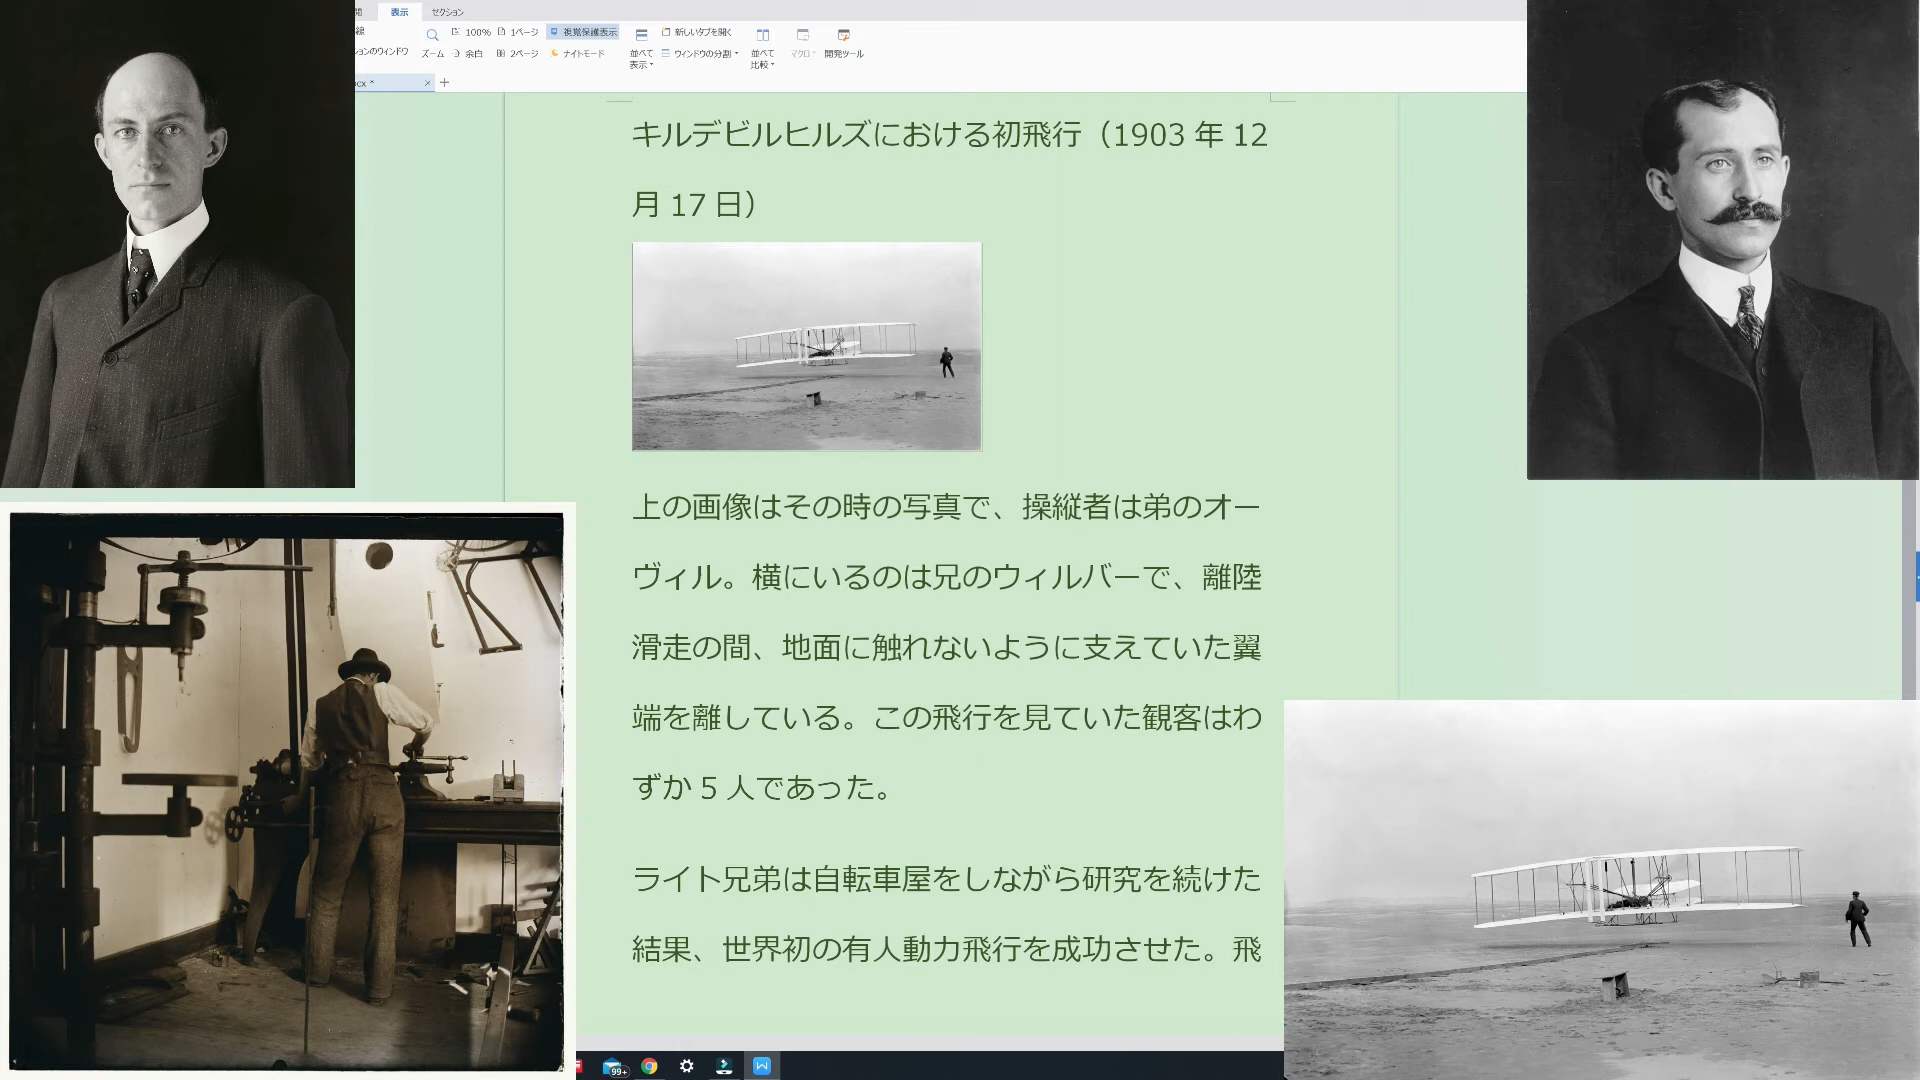 表示
セクション
100%
1ページ
視覚保護表示
新しいタブを開く
ションのウィンドウ
ズーム
余白
2ページ
ナイトモード
並べて
表示
ウィンドウの分割
並べて
比較
マクロ
開発ツール
ocx *
キルデビルヒルズにおける初飛行（1903 年 12
月 17 日）
上の画像はその時の写真で、操縦者は弟のオー
ヴィル。横にいるのは兄のウィルバーで、離陸
滑走の間、地面に触れないように支えていた翼
端を離している。この飛行を見ていた観客はわ
ずか 5 人であった。
ライト兄弟は自転車屋をしながら研究を続けた
結果、世界初の有人動力飛行を成功させた。飛
99+